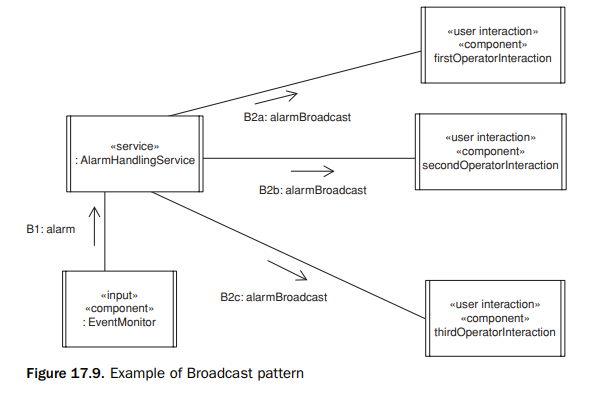 «user interaction»
«component»
firstOperatorInteraction
B2a: alarmBroadcast
«service»
: AlarmHandlingService
«user interaction»
«component»
secondOperatorInteraction
B2b: alarmBroadcast
B1: alarm
«input»
«component»
: EventMonitor
B2c: alarmBroadcast
«user interaction»
«component»
thirdOperatorInteraction
Figure 17.9. Example of Broadcast pattern